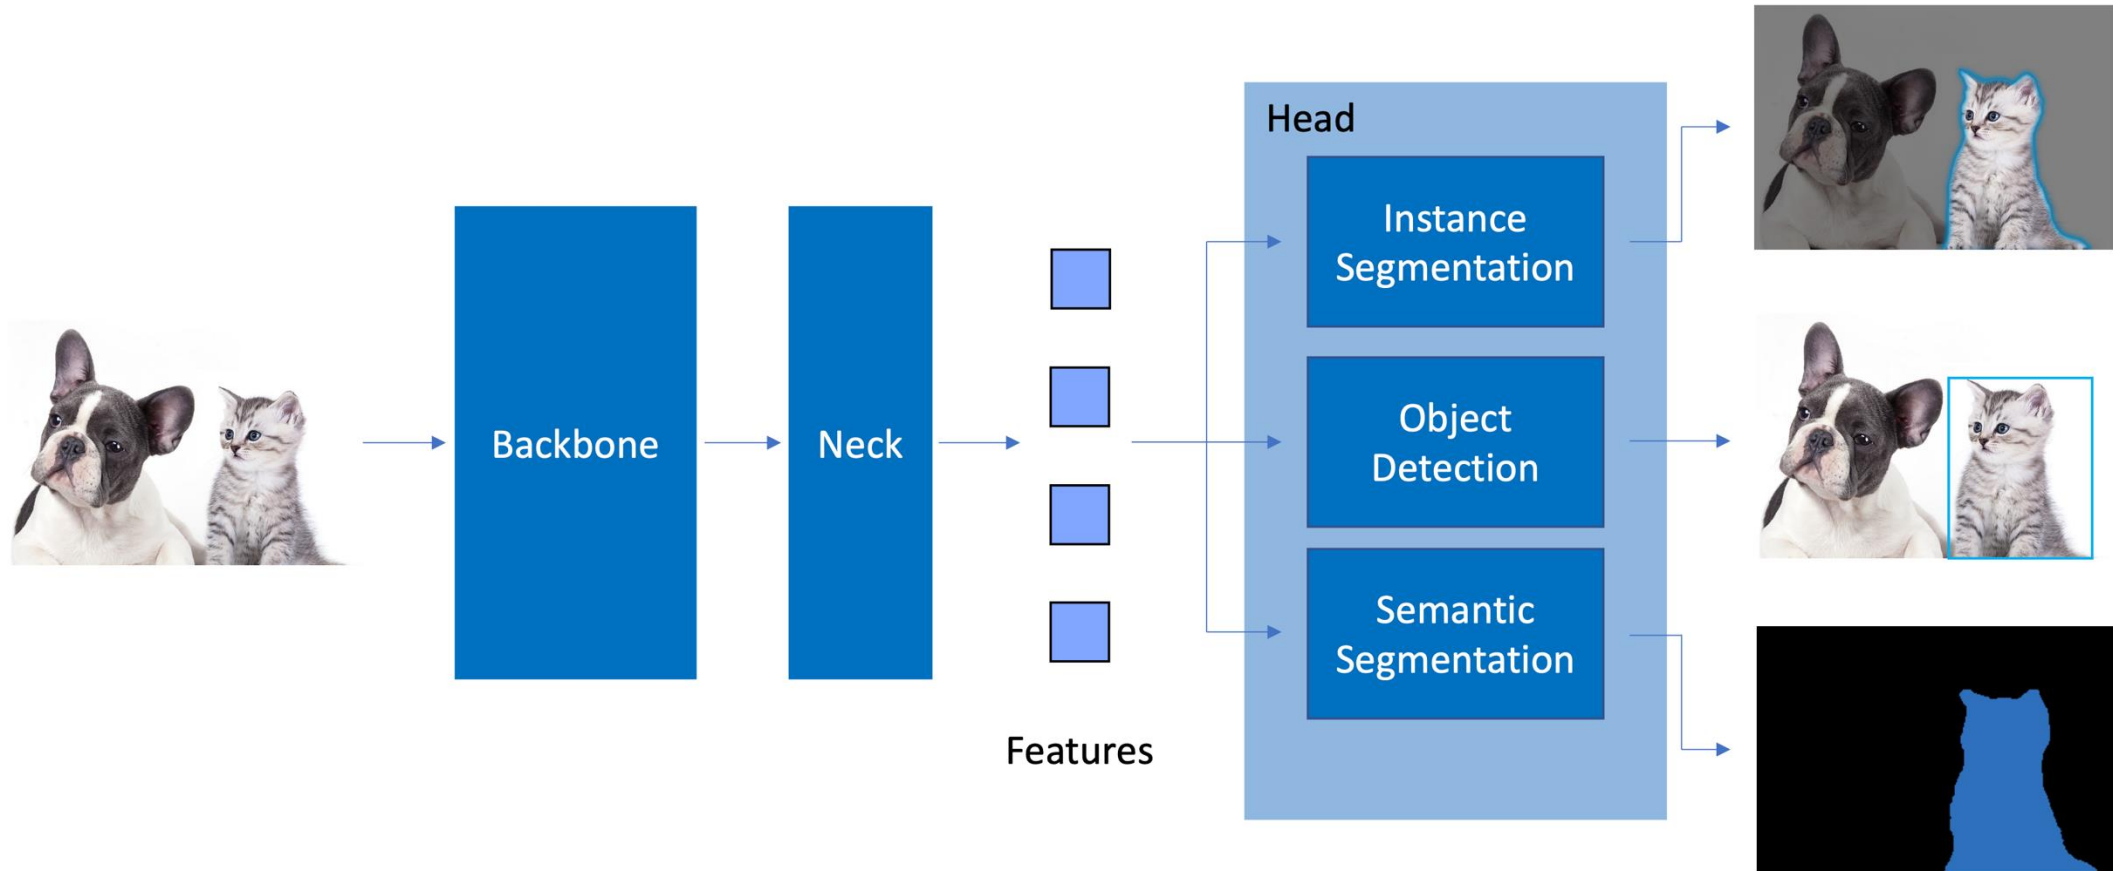 Head
Instance
Segmentation
Backbone
Neck
Object
Detection
Semantic
Segmentation
Features